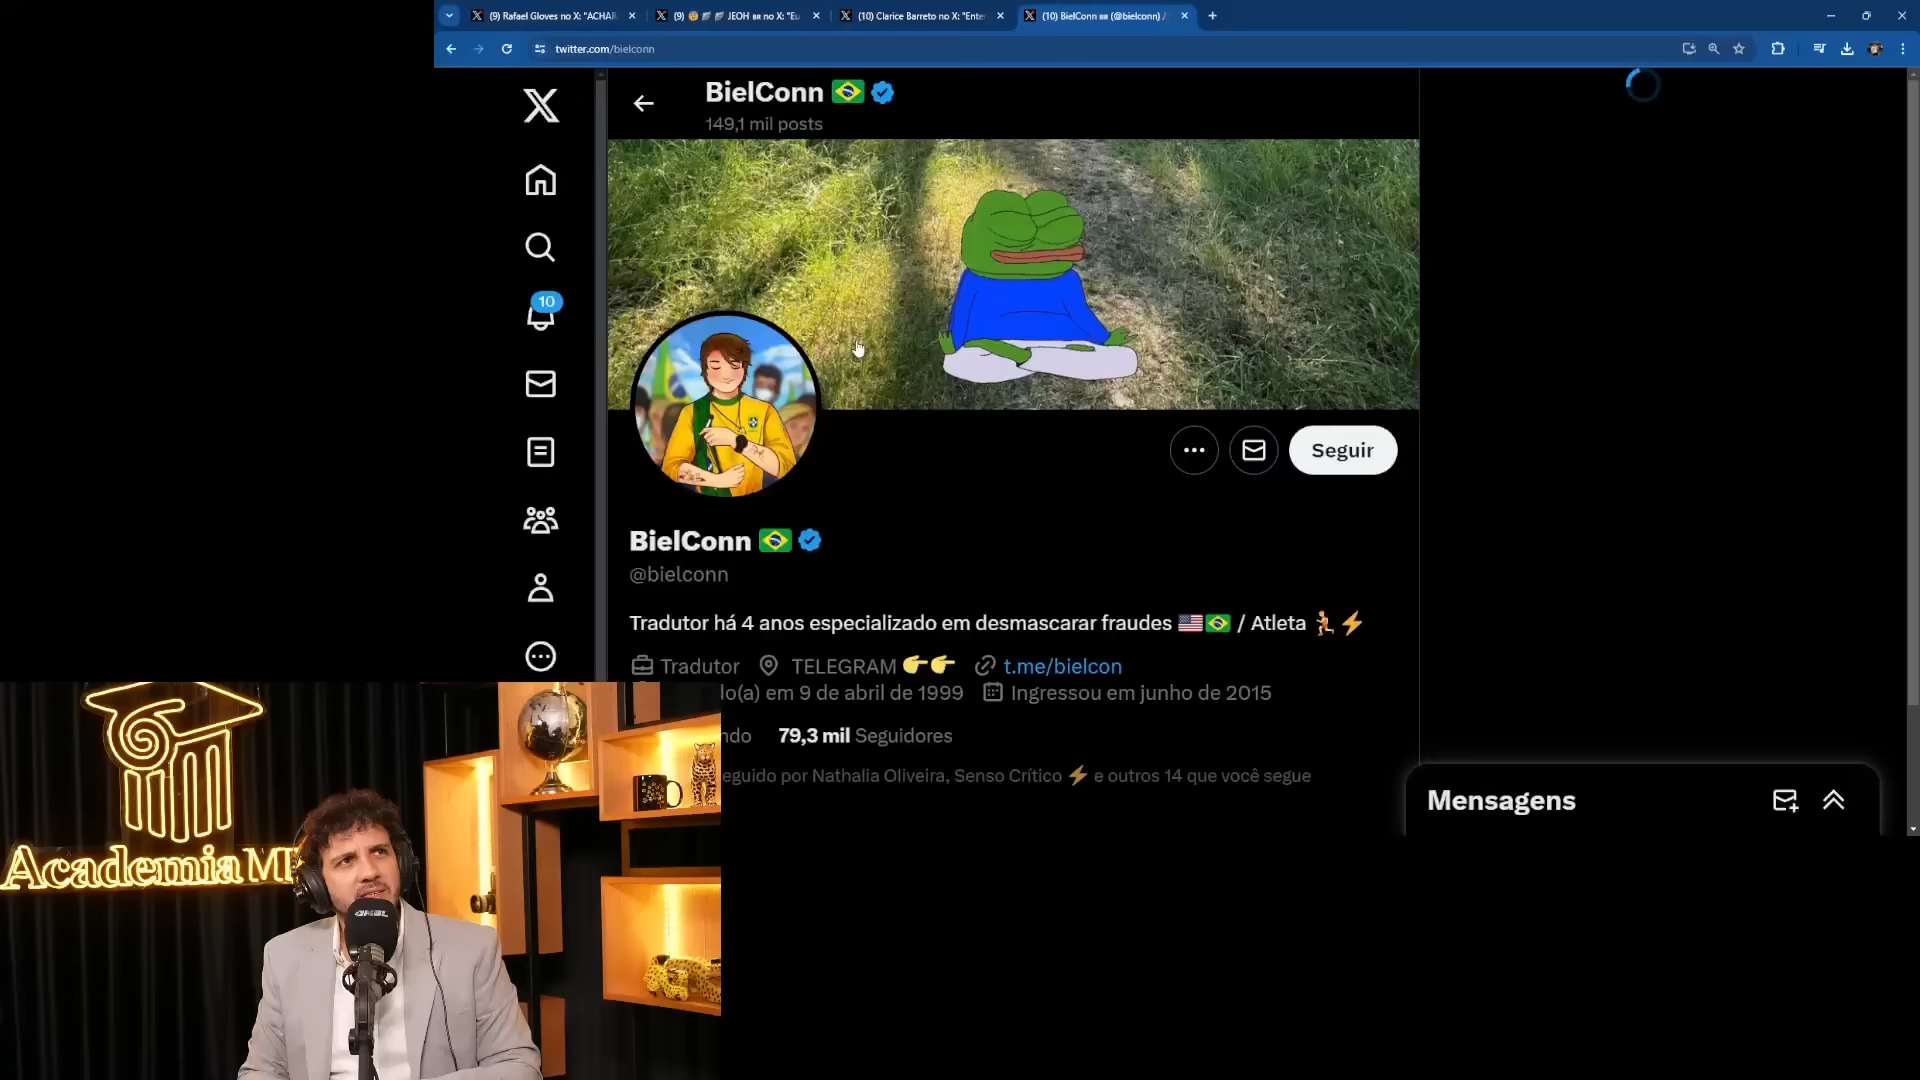 (9) Rafael Gloves no X: "ACHAR
(9) JEOH no X: "Eu
(10) Clarice Barreto no X: "Enter
(10) BielConn (@bielconn) /
twitter.com/bielconn
BielConn
149,1 mil posts
10
Seguir
BielConn
@bielconn
Tradutor há 4 anos especializado em desmascarar fraudes / Atleta
Tradutor TELEGRAM t.me/bielcon
lo(a) em 9 de abril de 1999 Ingressou em junho de 2015
ndo 79,3 mil Seguidores
eguido por Nathalia Oliveira, Senso Crítico e outros 14 que você segue
Mensagens
Academia M